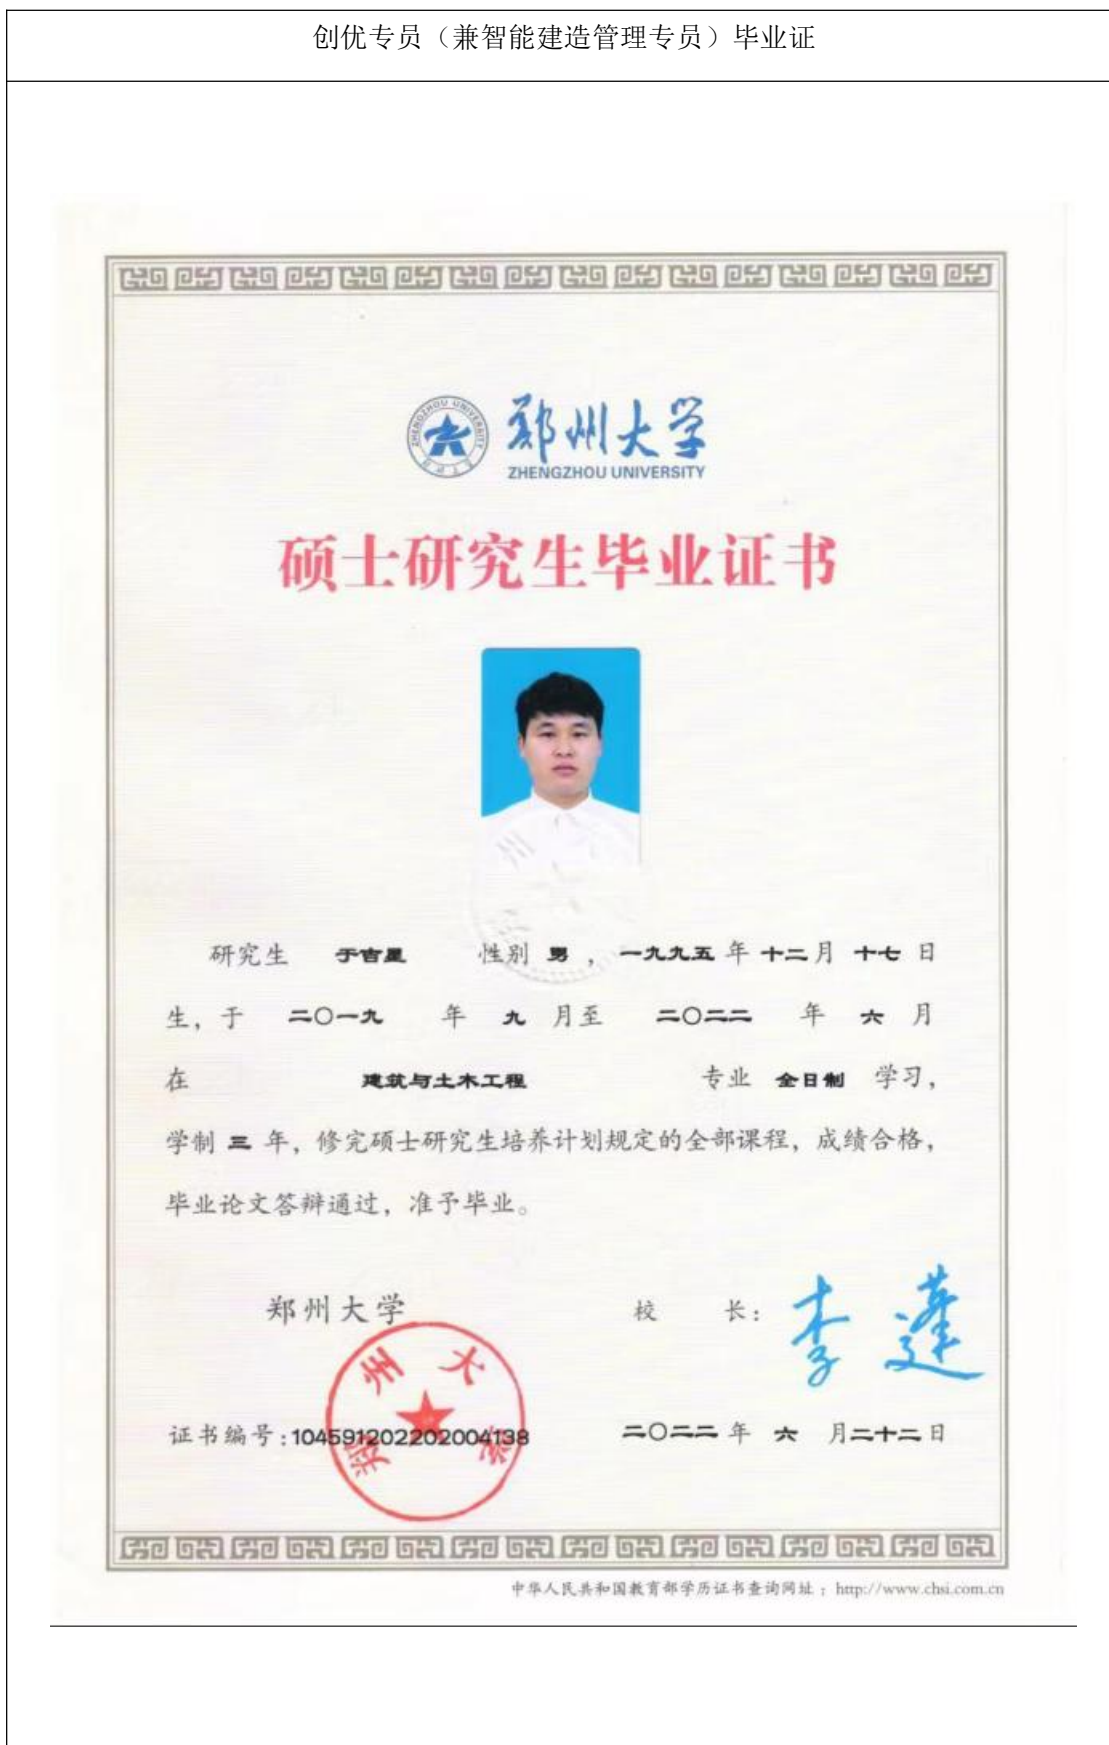 创优专员（兼智能建造管理专员）毕业证
郑州大学
ZHENGZHOU UNIVERSITY
硕士研究生毕业证书
研究生 于吉星 性别 男 ，一九九五 年 十二 月 十七 日
生，于 二〇一九 年 九 月至 二〇二二 年 六 月
在 建筑与土木工程 专业 全日制 学习，
学制 三 年，修完硕士研究生培养计划规定的全部课程，成绩合格，
毕业论文答辩通过，准予毕业。
郑州大学 校 长：
郑州大学
证书编号：104591202202004138 二〇二二 年 六 月二十二日
中华人民共和国教育部学历证书查询网址：http://www.chsi.com.cn